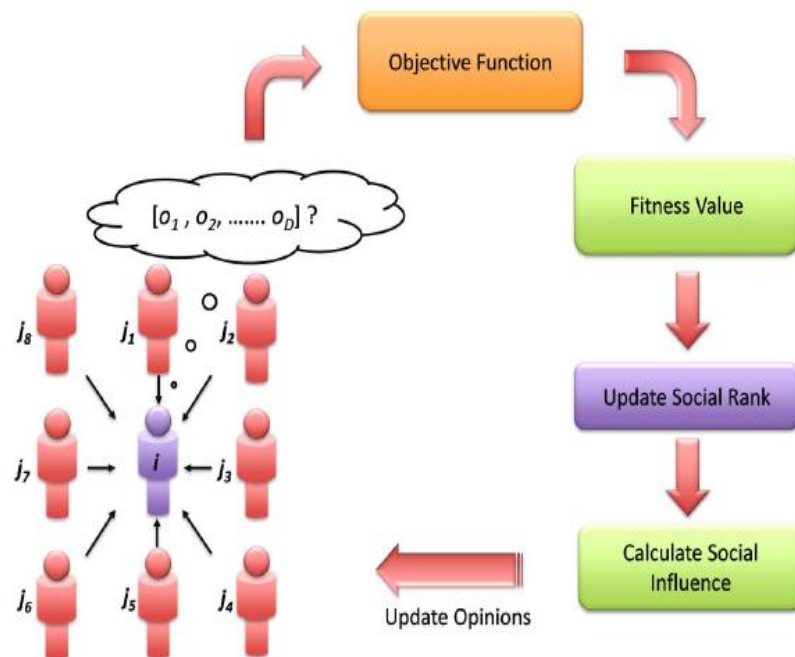 Objective Function
[o1 , o2, ....... oD] ?
Fitness Value
j8
j1
j2
Update Social Rank
j7
i
j3
Calculate Social
Influence
j6
j5
j4
Update Opinions